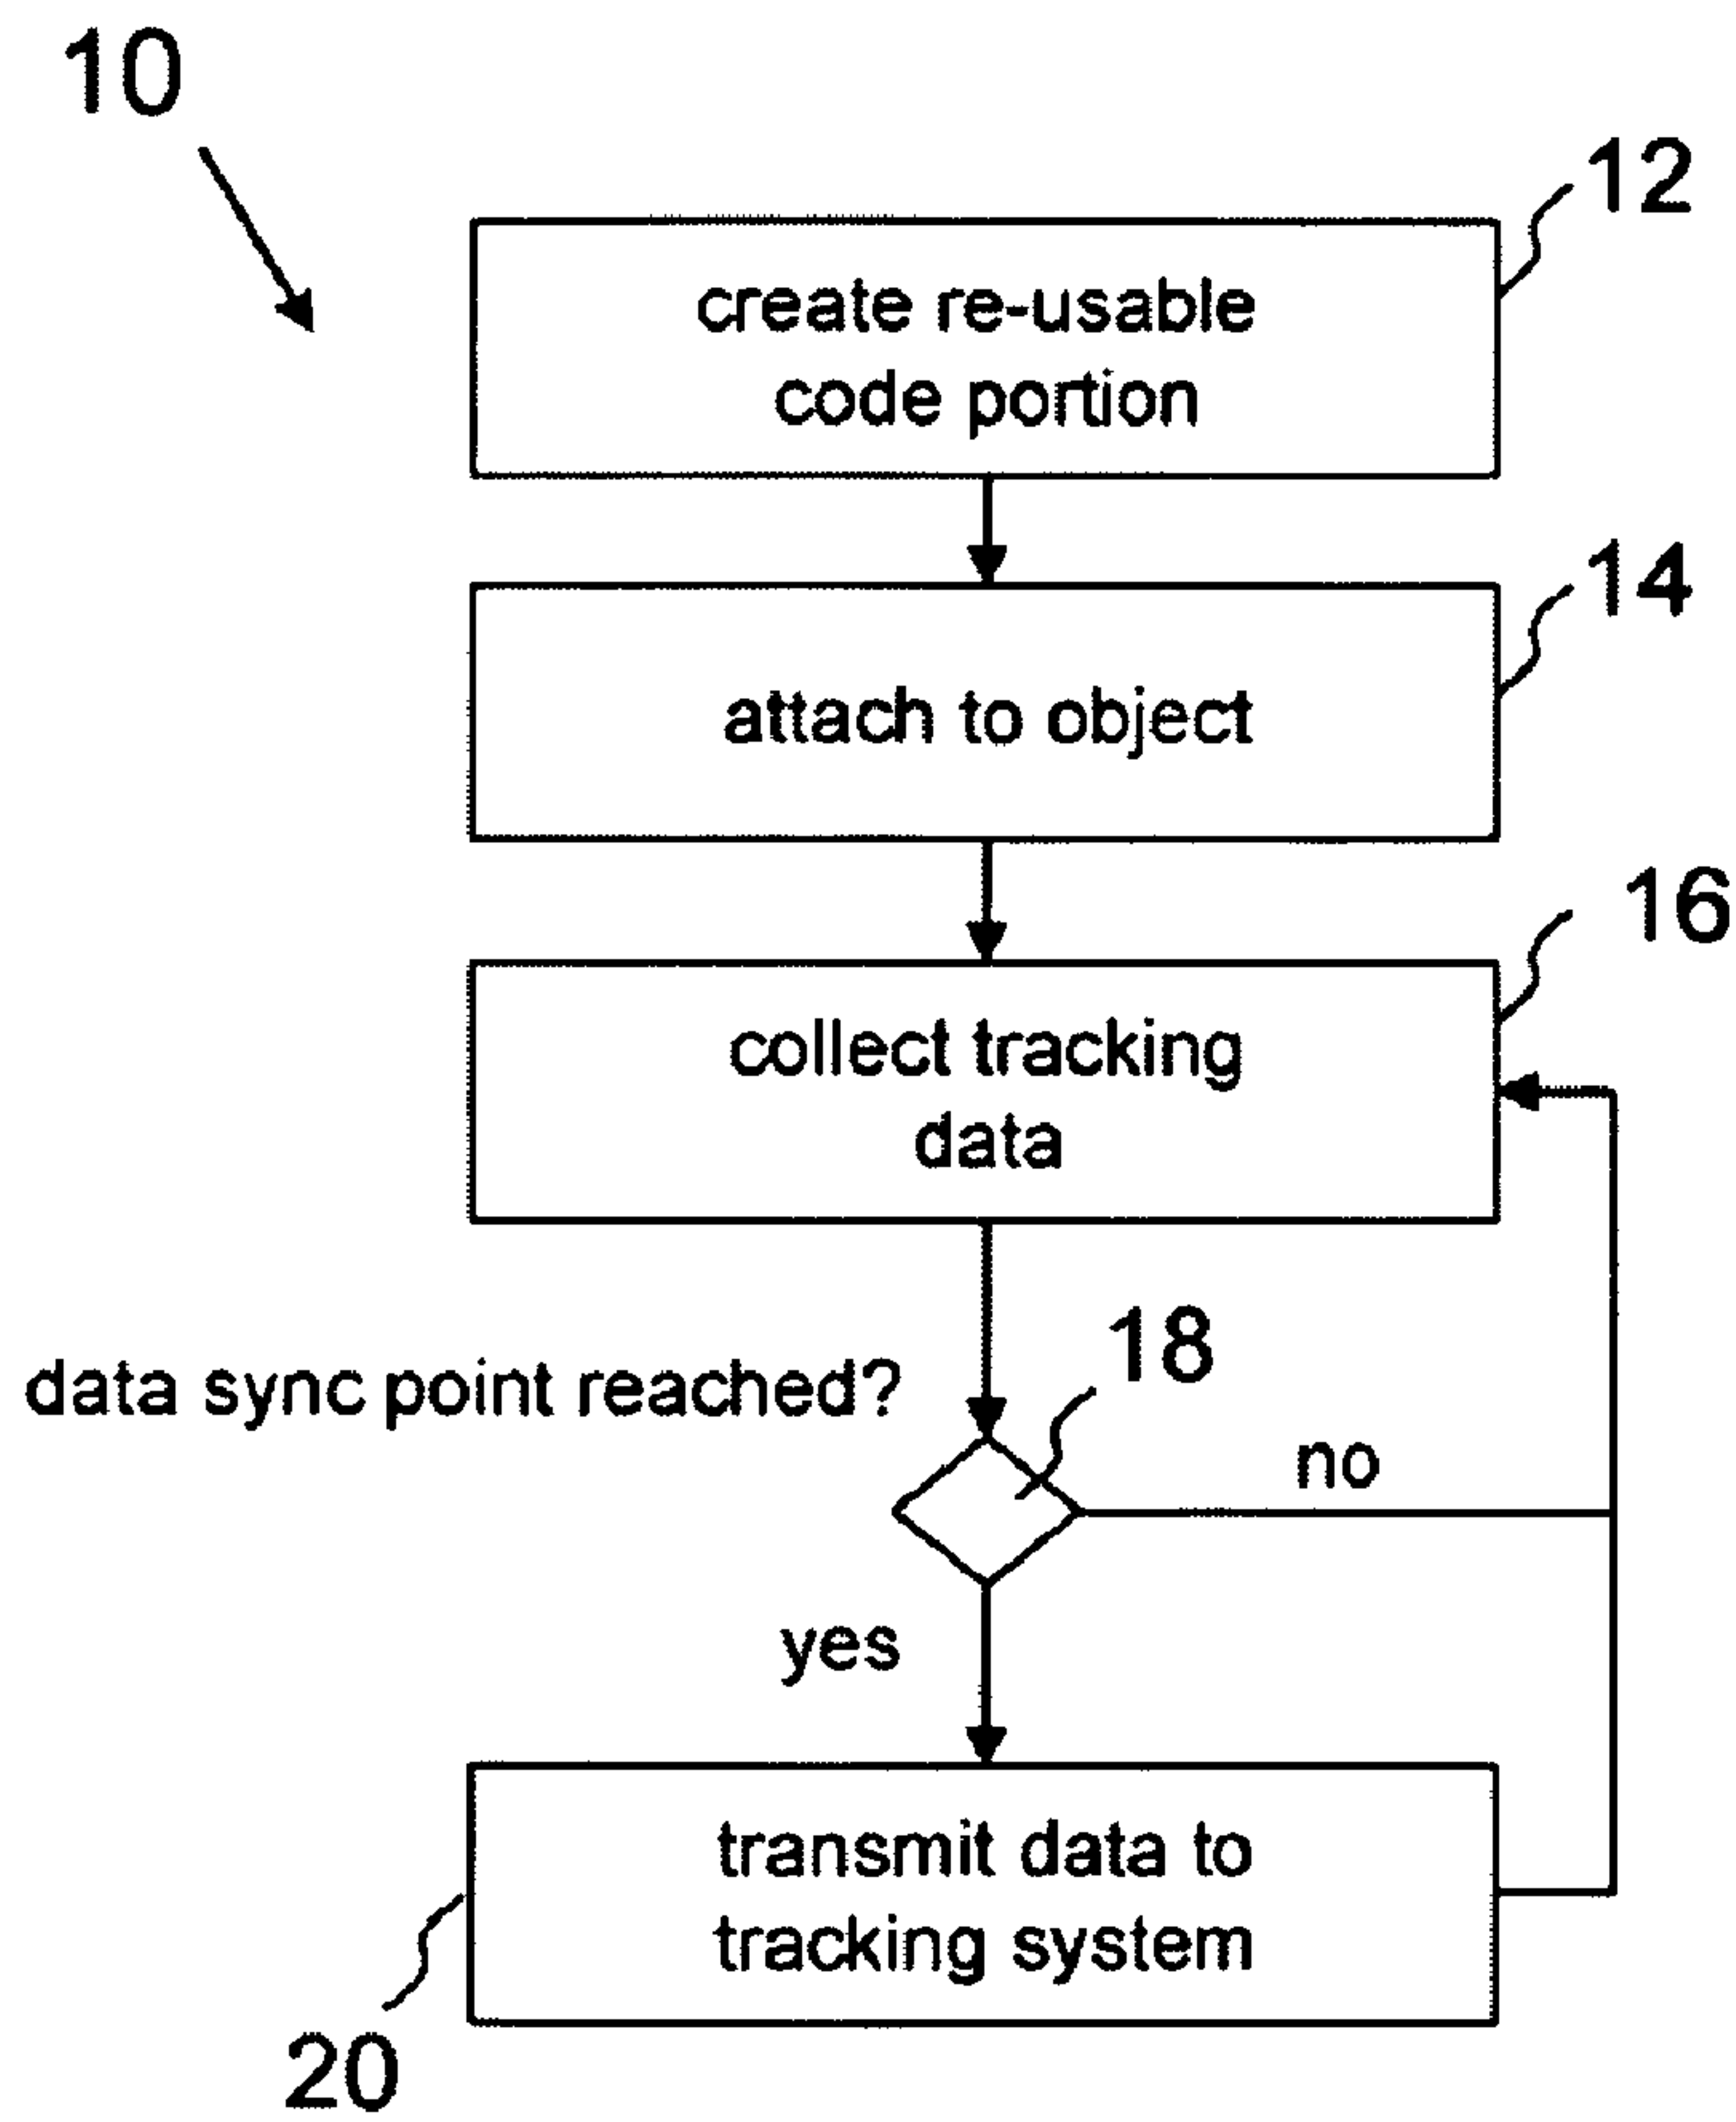 10
12
create re-usable
code portion
14
attach to object
16
collect tracking
data
18
data sync point reached?
no
yes
transmit data to
tracking system
20